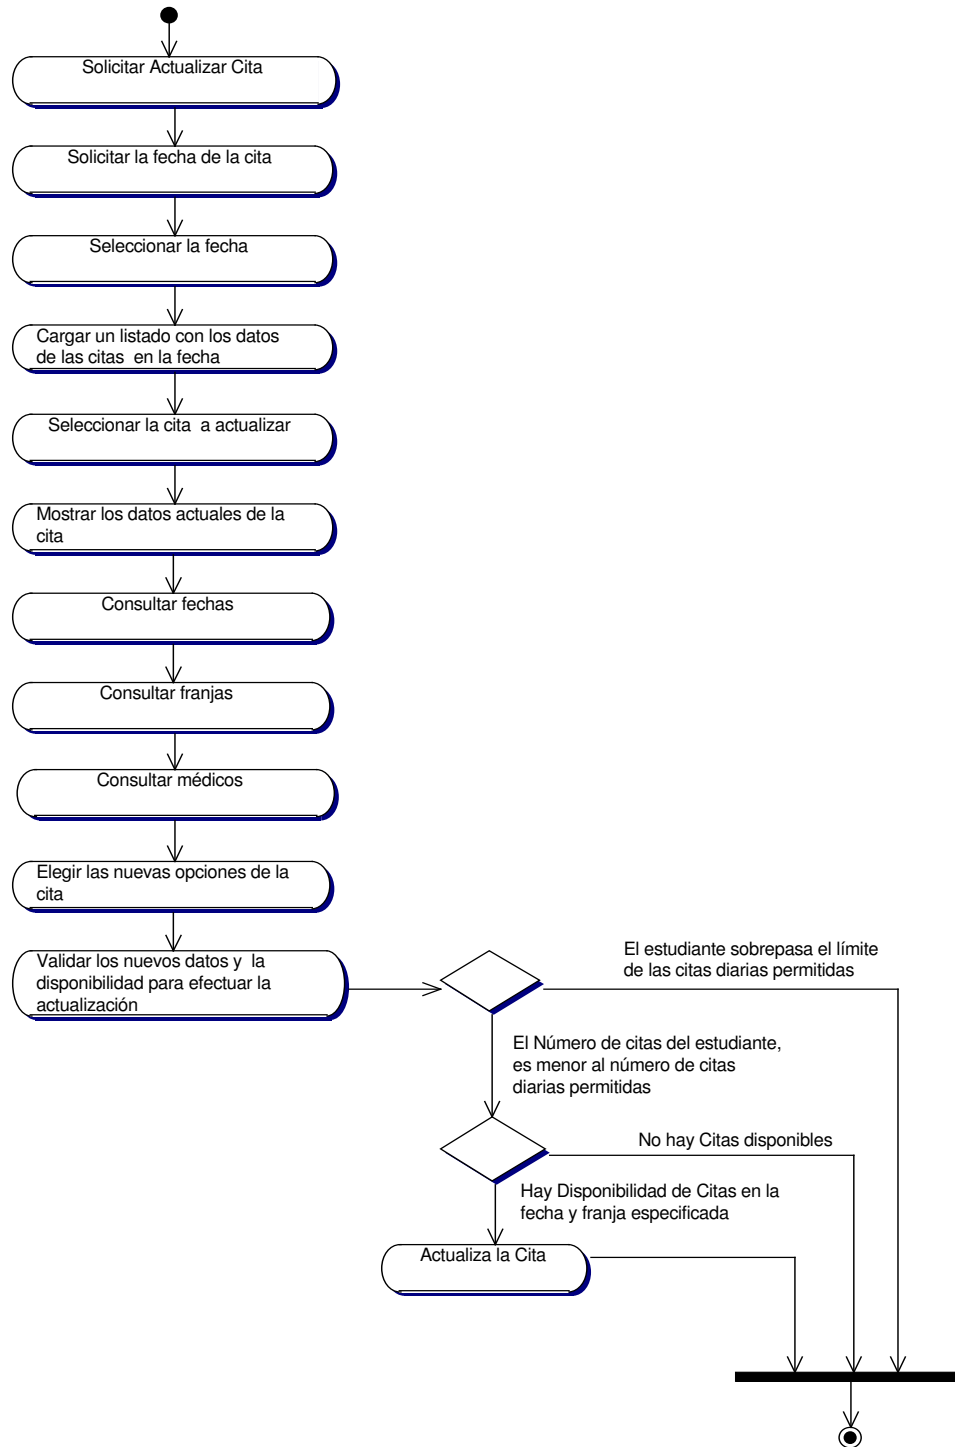 Solicitar Actualizar Cita
Solicitar la fecha de la cita
Seleccionar la fecha
Cargar un listado con los datos
de las citas en la fecha
Seleccionar la cita a actualizar
Mostrar los datos actuales de la
cita
Consultar fechas
Consultar franjas
Consultar médicos
Elegir las nuevas opciones de la
cita
Validar los nuevos datos y la
disponibilidad para efectuar la
actualización
El estudiante sobrepasa el límite
de las citas diarias permitidas
El Número de citas del estudiante,
es menor al número de citas
diarias permitidas
No hay Citas disponibles
Hay Disponibilidad de Citas en la
fecha y franja especificada
Actualiza la Cita